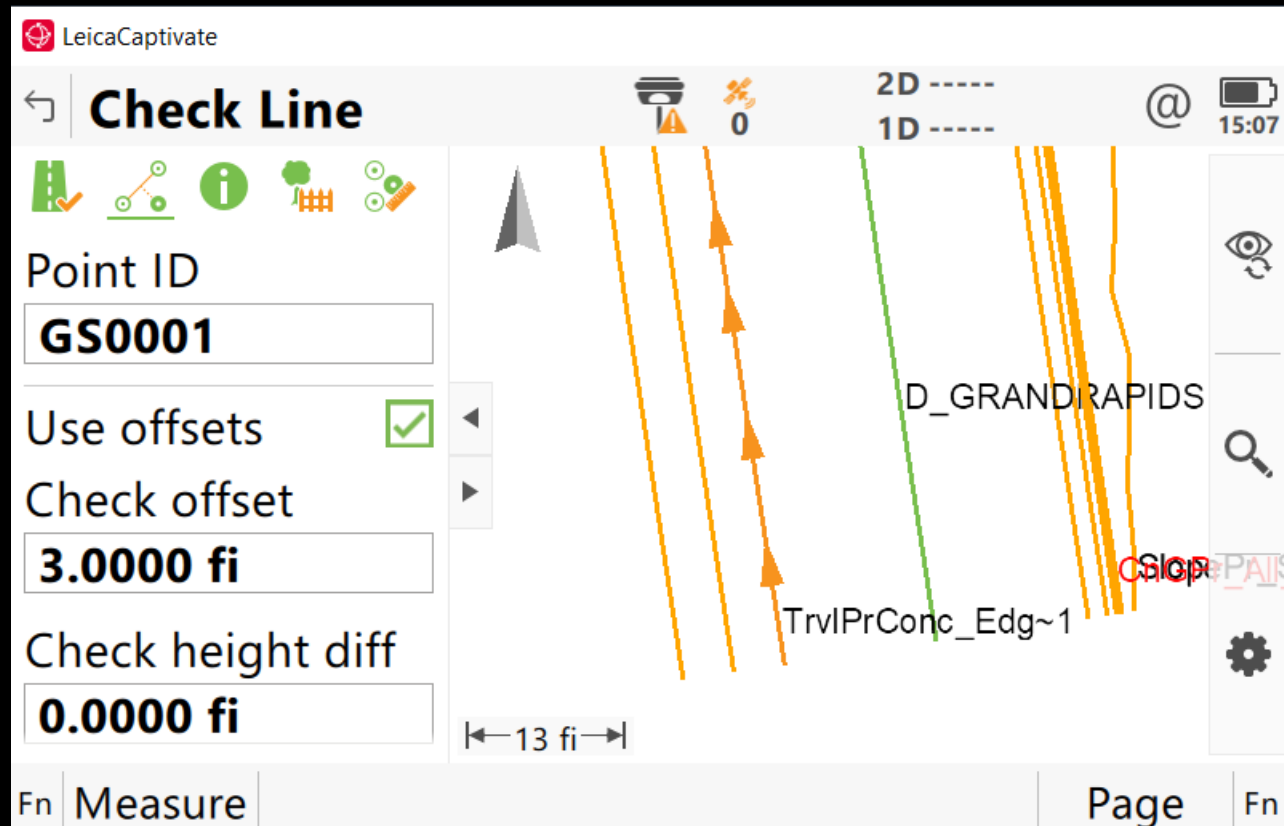 LeicaCaptivate
Check Line
0
2D -----
1D -----
@
15:07
Point ID
GS0001
Use offsets
Check offset
3.0000 fi
Check height diff
0.0000 fi
D_GRANDRAPIDS
TrvlPrConc_Edg~1
13 fi
Fn
Measure
Page
Fn